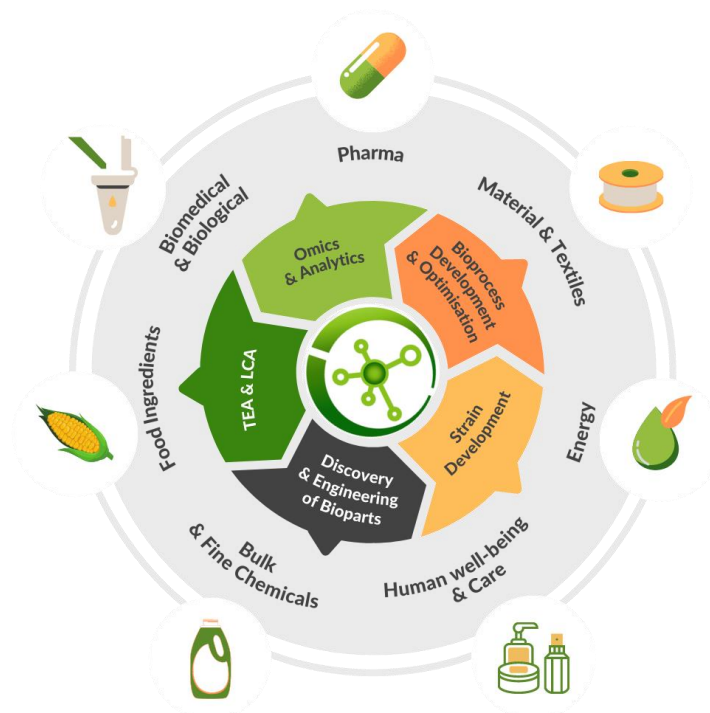 Pharma
Material & Textiles
Energy
Human well-being
& Care
Bulk
& Fine Chemicals
Food Ingredients
Biomedical
& Biological
Omics
& Analytics
Bioprocess
Development
& Optimisation
Strain
Development
Discovery
& Engineering
of Bioparts
TEA & LCA